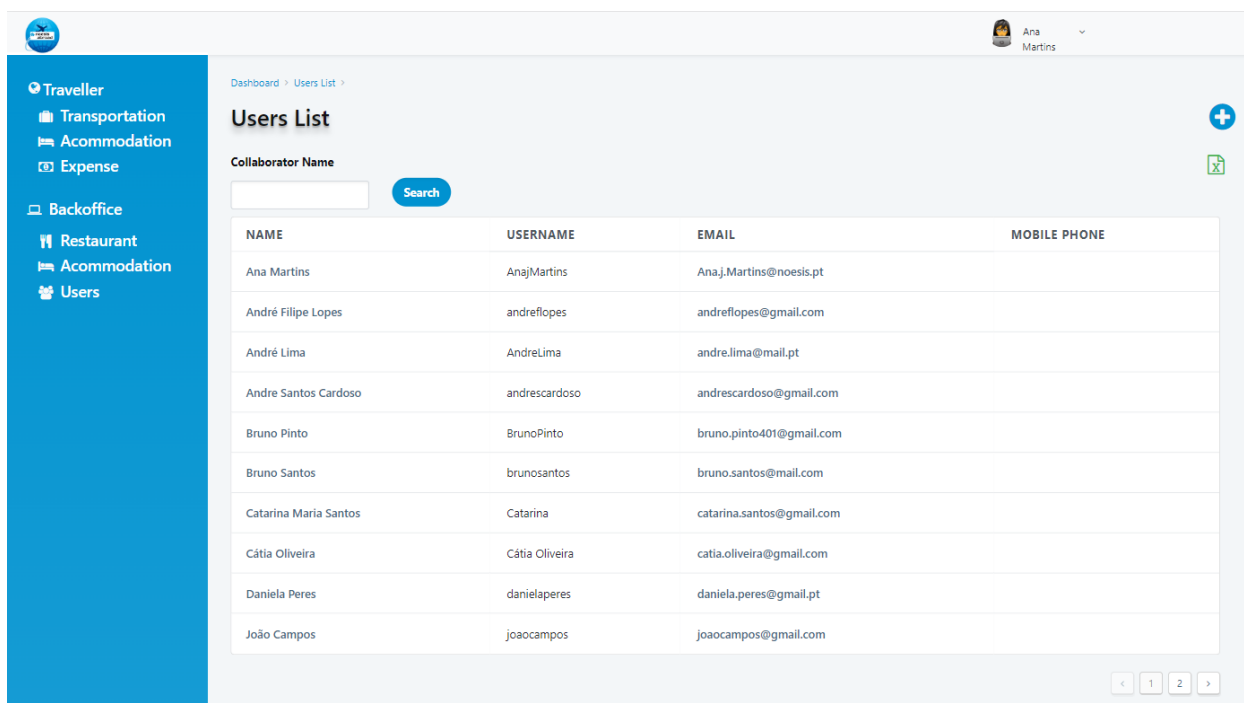 Ana
Martins
Traveller
Transportation
Acommodation
Expense
Backoffice
Restaurant
Acommodation
Users
Dashboard > Users List >
Users List
Collaborator Name
Search
NAME USERNAME EMAIL MOBILE PHONE
Ana Martins AnajMartins Ana.j.Martins@noesis.pt
André Filipe Lopes andreflopes andreflopes@gmail.com
André Lima AndreLima andre.lima@mail.pt
Andre Santos Cardoso andrescardoso andrescardoso@gmail.com
Bruno Pinto BrunoPinto bruno.pinto401@gmail.com
Bruno Santos brunosantos bruno.santos@mail.com
Catarina Maria Santos Catarina catarina.santos@gmail.com
Cátia Oliveira Cátia Oliveira catia.oliveira@gmail.com
Daniela Peres danielaperes daniela.peres@gmail.pt
João Campos joaocampos joaocampos@gmail.com
< 1 2 >